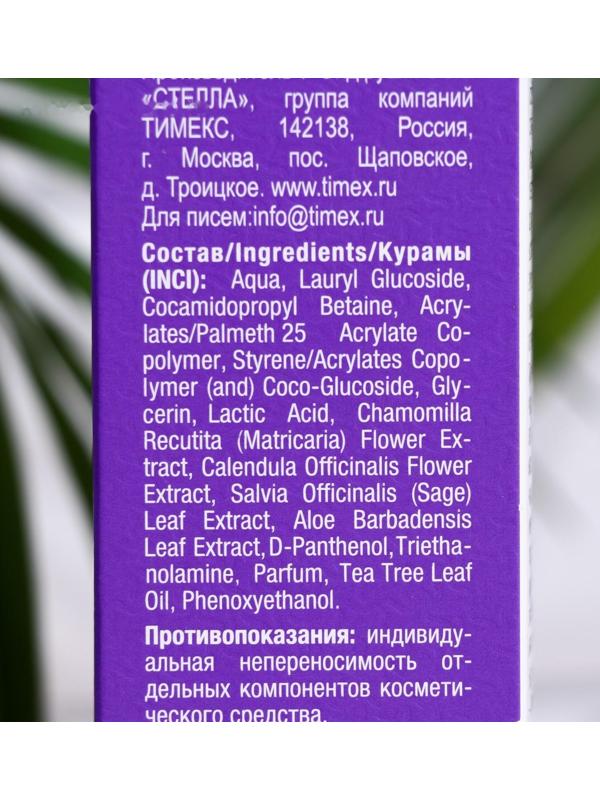 «СТЕЛЛА», группа компаний
ТИМЕКС, 142138, Россия,
г. Москва, пос. Щаповское,
д. Троицкое. www.timex.ru
Для писем:info@timex.ru
Состав/Ingredients/Курамы
(INCI): Aqua, Lauryl Glucoside,
Cocamidopropyl Betaine, Acry-
lates/Palmeth 25 Acrylate Co-
polymer, Styrene/Acrylates Copo-
lymer (and) Coco-Glucoside, Gly-
cerin, Lactic Acid, Chamomilla
Recutita (Matricaria) Flower Ex-
tract, Calendula Officinalis Flower
Extract, Salvia Officinalis (Sage)
Leaf Extract, Aloe Barbadensis
Leaf Extract, D-Panthenol, Trietha-
nolamine, Parfum, Tea Tree Leaf
Oil, Phenoxyethanol.
Противопоказания: индивиду-
альная непереносимость от-
дельных компонентов космети-
ческого средства.